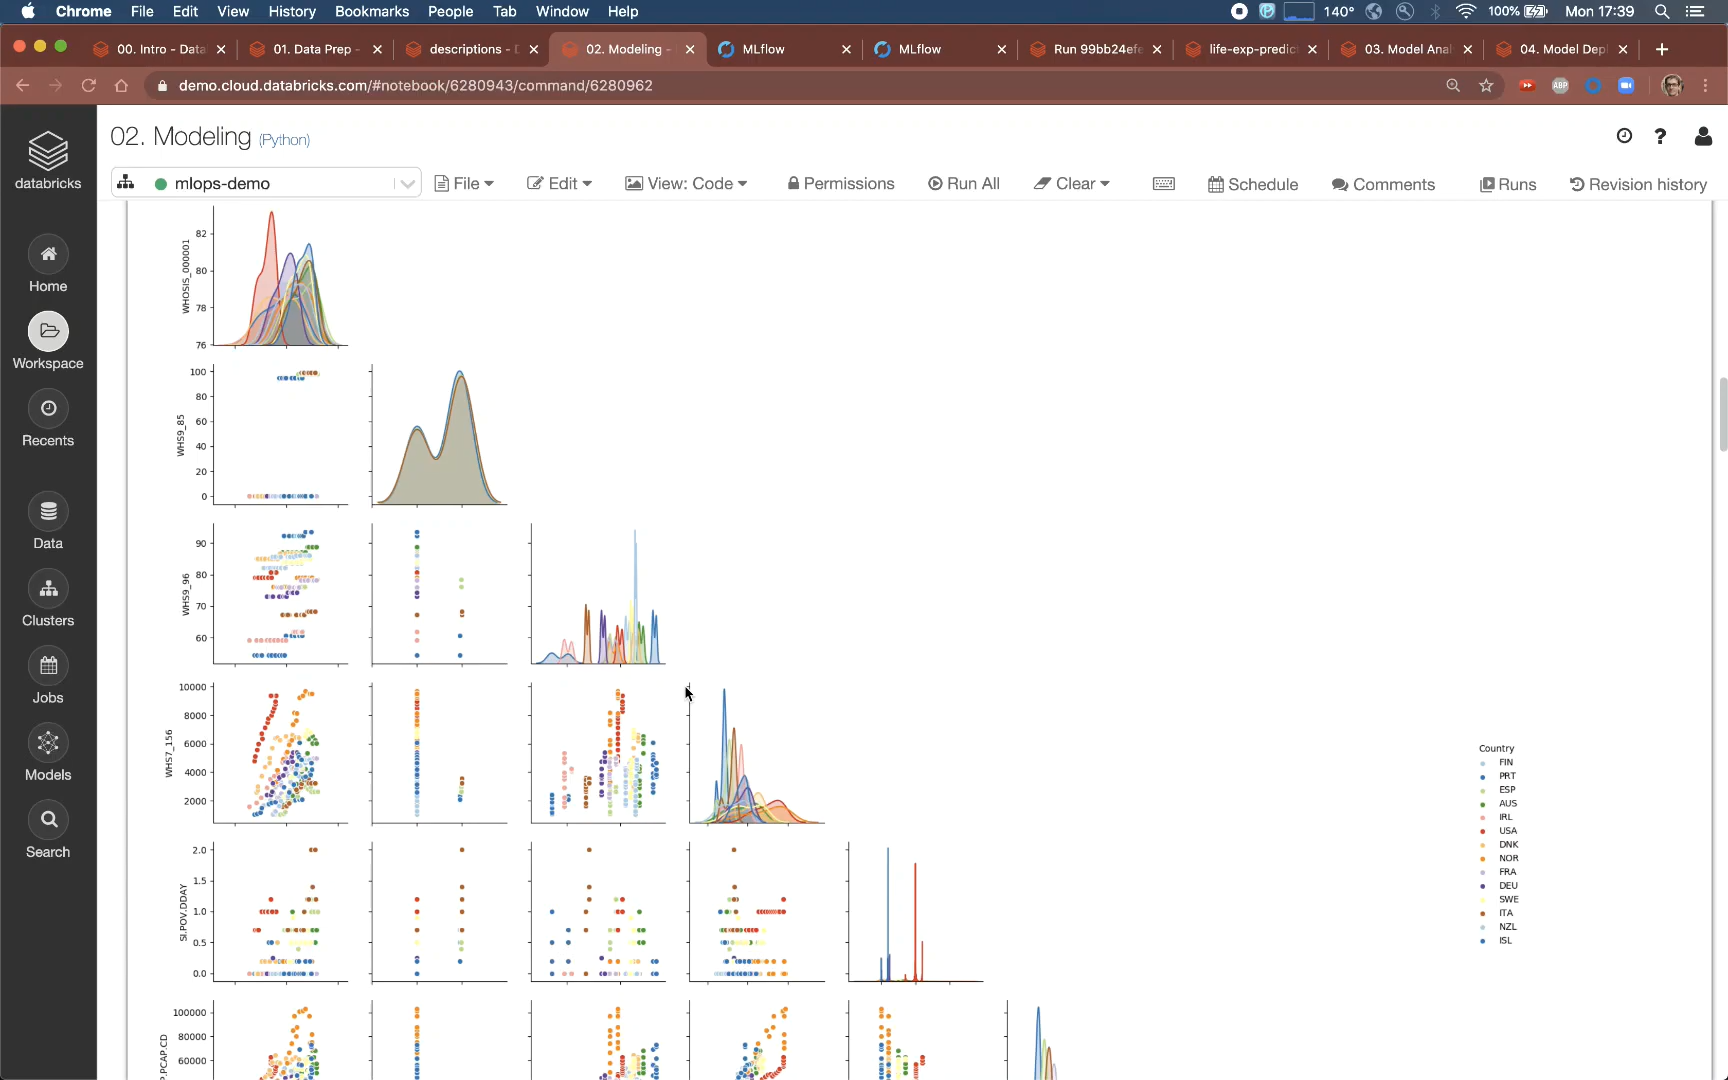 Chrome File Edit View History Bookmarks People Tab Window Help 140° 100% Mon 17:39
00. Intro - Data 01. Data Prep - descriptions - 02. Modeling - MLflow MLflow Run 99bb24efe life-exp-predic 03. Model Anal 04. Model Depl
demo.cloud.databricks.com/#notebook/6280943/command/6280962 ABP
databricks
02. Modeling (Python)
mlops-demo File Edit View: Code Permissions Run All Clear Schedule Comments Runs Revision history
Home
Workspace
Recents
Data
Clusters
Jobs
Models
Search
WHOSIS_000001
82
80
78
76
WHS9_85
100
80
60
40
20
0
WHS9_96
90
80
70
60
WHS7_156
10000
8000
6000
4000
2000
SI.POV.DDAY
2.0
1.5
1.0
0.5
0.0
P.PCAP.CD
100000
80000
60000
Country
FIN
PRT
ESP
AUS
IRL
USA
DNK
NOR
FRA
DEU
SWE
ITA
NZL
ISL